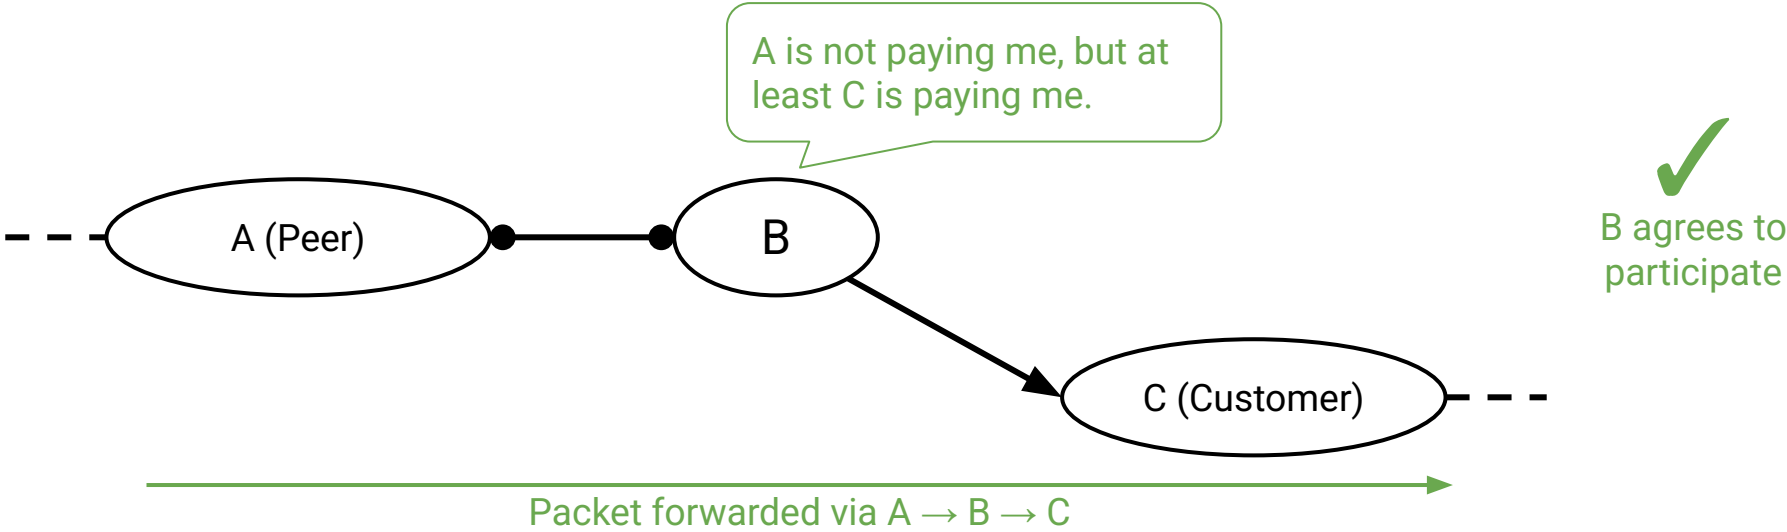 A is not paying me, but at
least C is paying me.
A (Peer)
B
B agrees to
participate
C (Customer)
Packet forwarded via A → B → C